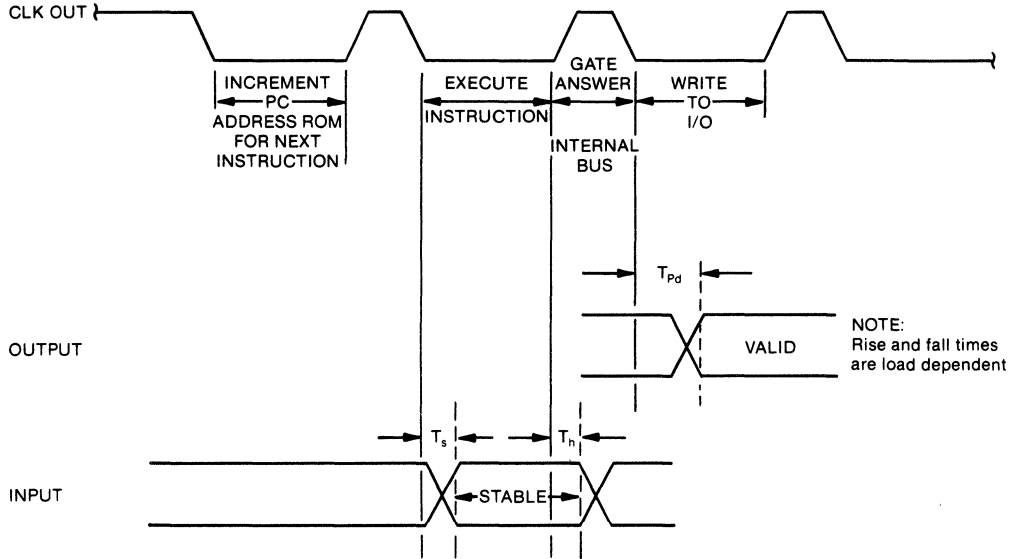 CLK OUT
INCREMENT
PC
ADDRESS ROM
FOR NEXT
INSTRUCTION
EXECUTE
INSTRUCTION
GATE
ANSWER
INTERNAL
BUS
WRITE
TO
I/O
TPd
OUTPUT
VALID
NOTE:
Rise and fall times
are load dependent
Ts
Th
INPUT
STABLE